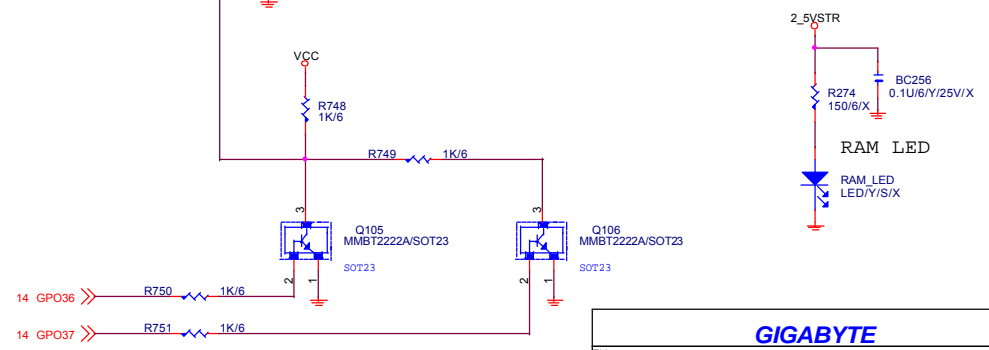 2_5VSTR
VCC
R748
1K/6
R274
150/6/X
BC256
0.1U/6/Y/25V/X
R749
1K/6
RAM LED
RAM_LED
LED/Y/S/X
3
3
Q105
MMBT2222A/SOT23
SOT23
Q106
MMBT2222A/SOT23
SOT23
2
1
2
1
14 GPO36
R750
1K/6
14 GPO37
R751
1K/6
GIGABYTE